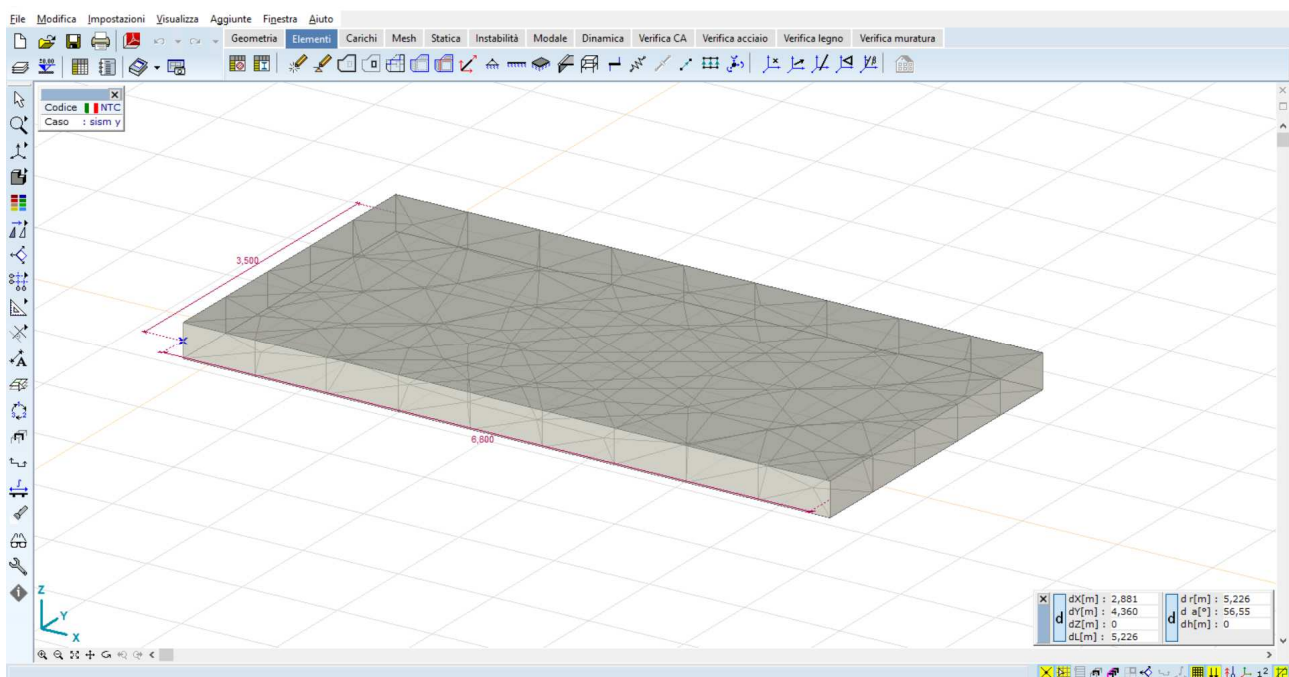 File Modifica Impostazioni Visualizza Aggiunte Finestra Aiuto
Geometria Elementi Carichi Mesh Statica Instabilità Modale Dinamica Verifica CA Verifica acciaio Verifica legno Verifica muratura
Codice NTC
Caso : sism y
3,500
6,800
Z
Y
X
dX[m] : 2,881
dY[m] : 4,360
dZ[m] : 0
dL[m] : 5,226
d
d r[m] : 5,226
d a[°] : 56,55
dh[m] : 0
d